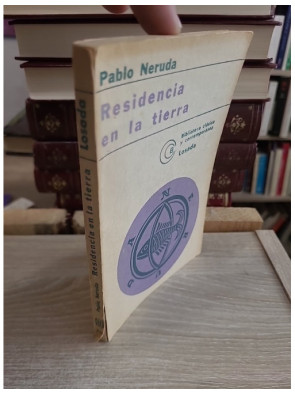 Pablo Neruda
Residencia
en la tierra
Biblioteca clásica
y contemporánea
Losada
Losada
Residencia en la tierra
Pablo Neruda